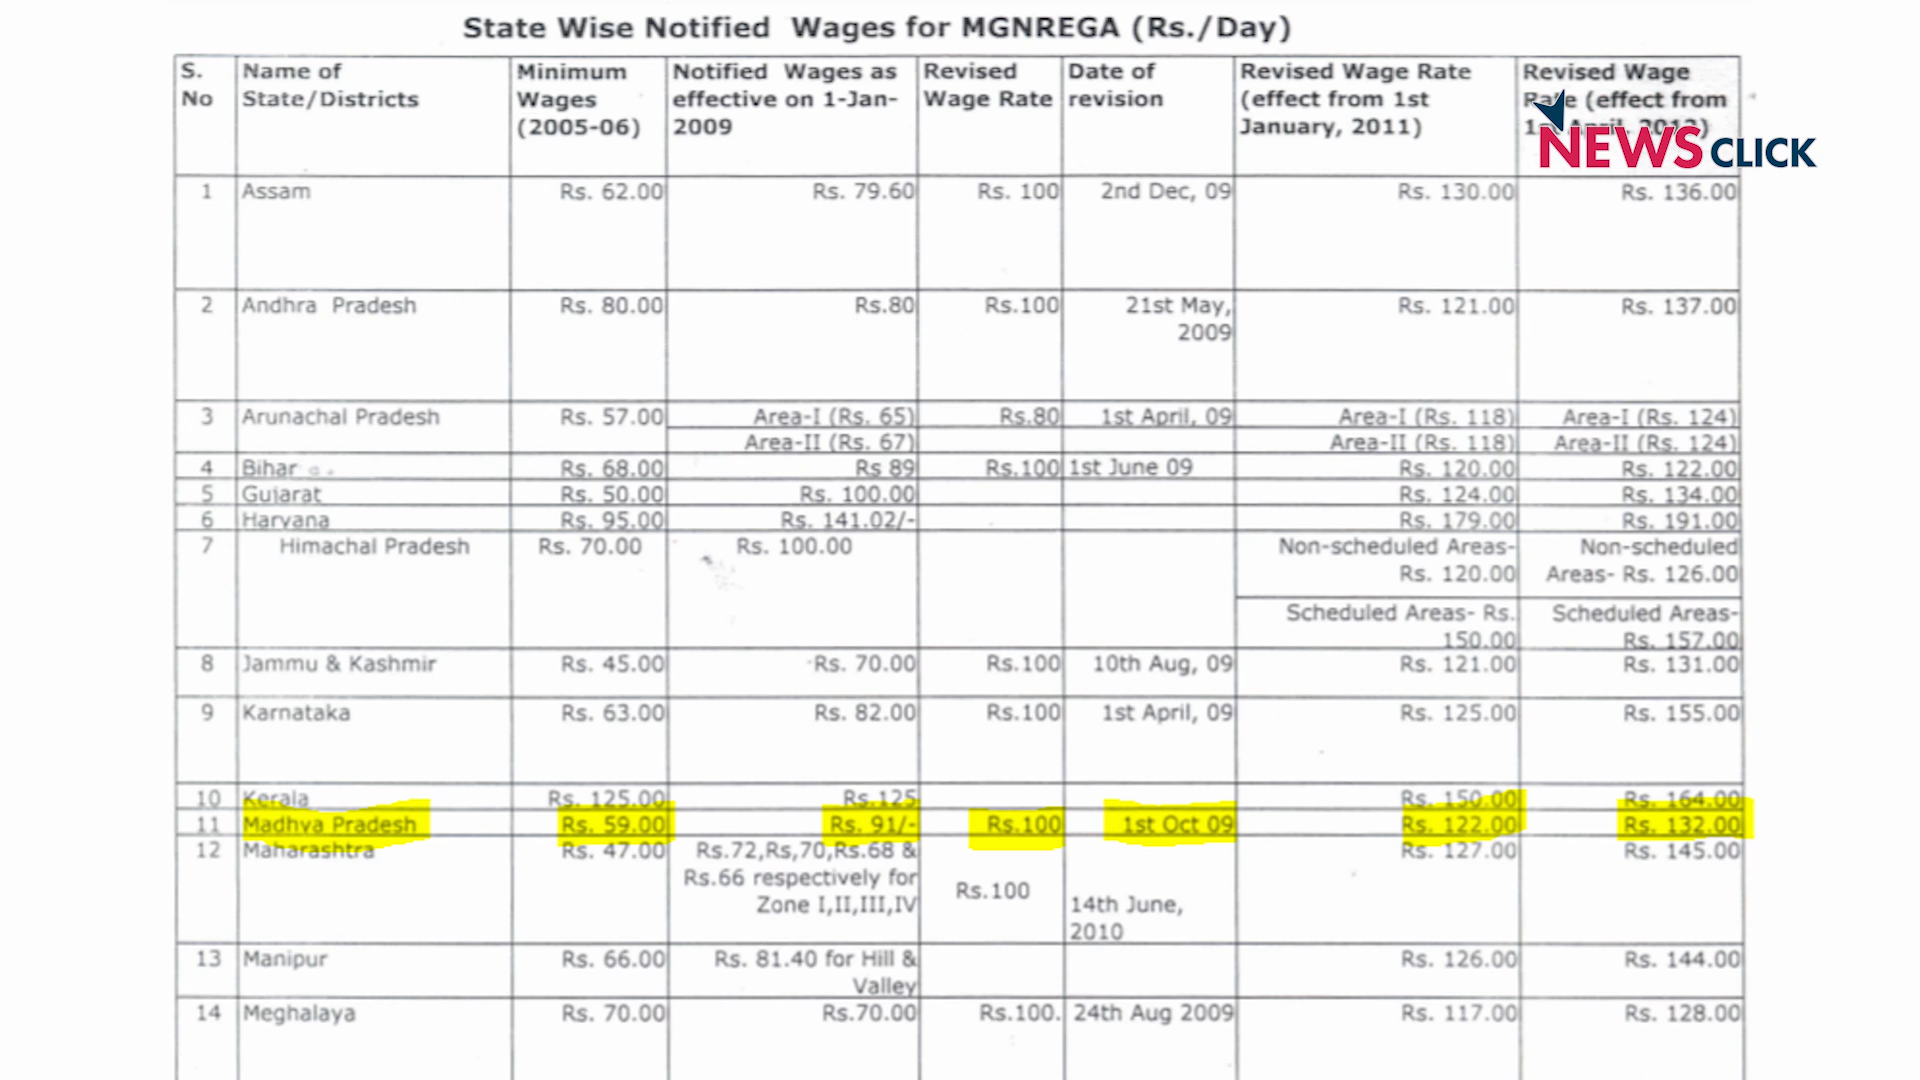 State Wise Notified Wages for MGNREGA (Rs./Day)
S. No | Name of State/Districts | Minimum Wages (2005-06) | Notified Wages as effective on 1-Jan-2009 | Revised Wage Rate | Date of revision | Revised Wage Rate (effect from 1st January, 2011) | Revised Wage Rate (effect from 1st April, 2012)
NEWS CLICK
1 | Assam | Rs. 62.00 | Rs. 79.60 | Rs. 100 | 2nd Dec, 09 | Rs. 130.00 | Rs. 136.00
2 | Andhra Pradesh | Rs. 80.00 | Rs.80 | Rs.100 | 21st May, 2009 | Rs. 121.00 | Rs. 137.00
3 | Arunachal Pradesh | Rs. 57.00 | Area-I (Rs. 65) | Rs.80 | 1st April, 09 | Area-I (Rs. 118) | Area-I (Rs. 124)
Area-II (Rs. 67) | Area-II (Rs. 118) | Area-II (Rs. 124)
4 | Bihar | Rs. 68.00 | Rs 89 | Rs.100 | 1st June 09 | Rs. 120.00 | Rs. 122.00
5 | Gujarat | Rs. 50.00 | Rs. 100.00 | Rs. 124.00 | Rs. 134.00
6 | Haryana | Rs. 95.00 | Rs. 141.02/- | Rs. 179.00 | Rs. 191.00
7 | Himachal Pradesh | Rs. 70.00 | Rs. 100.00 | Non-scheduled Areas- Rs. 120.00 | Non-scheduled Areas- Rs. 126.00
Scheduled Areas- Rs. 150.00 | Scheduled Areas- Rs. 157.00
8 | Jammu & Kashmir | Rs. 45.00 | Rs. 70.00 | Rs.100 | 10th Aug, 09 | Rs. 121.00 | Rs. 131.00
9 | Karnataka | Rs. 63.00 | Rs. 82.00 | Rs.100 | 1st April, 09 | Rs. 125.00 | Rs. 155.00
10 | Kerala | Rs. 125.00 | Rs.125 | Rs. 150.00 | Rs. 164.00
11 | Madhya Pradesh | Rs. 59.00 | Rs. 91/- | Rs.100 | 1st Oct 09 | Rs. 122.00 | Rs. 132.00
12 | Maharashtra | Rs. 47.00 | Rs.72,Rs,70,Rs.68 & Rs.66 respectively for Zone I,II,III,IV | Rs.100 | 14th June, 2010 | Rs. 127.00 | Rs. 145.00
13 | Manipur | Rs. 66.00 | Rs. 81.40 for Hill & Valley | Rs. 126.00 | Rs. 144.00
14 | Meghalaya | Rs. 70.00 | Rs.70.00 | Rs.100. | 24th Aug 2009 | Rs. 117.00 | Rs. 128.00